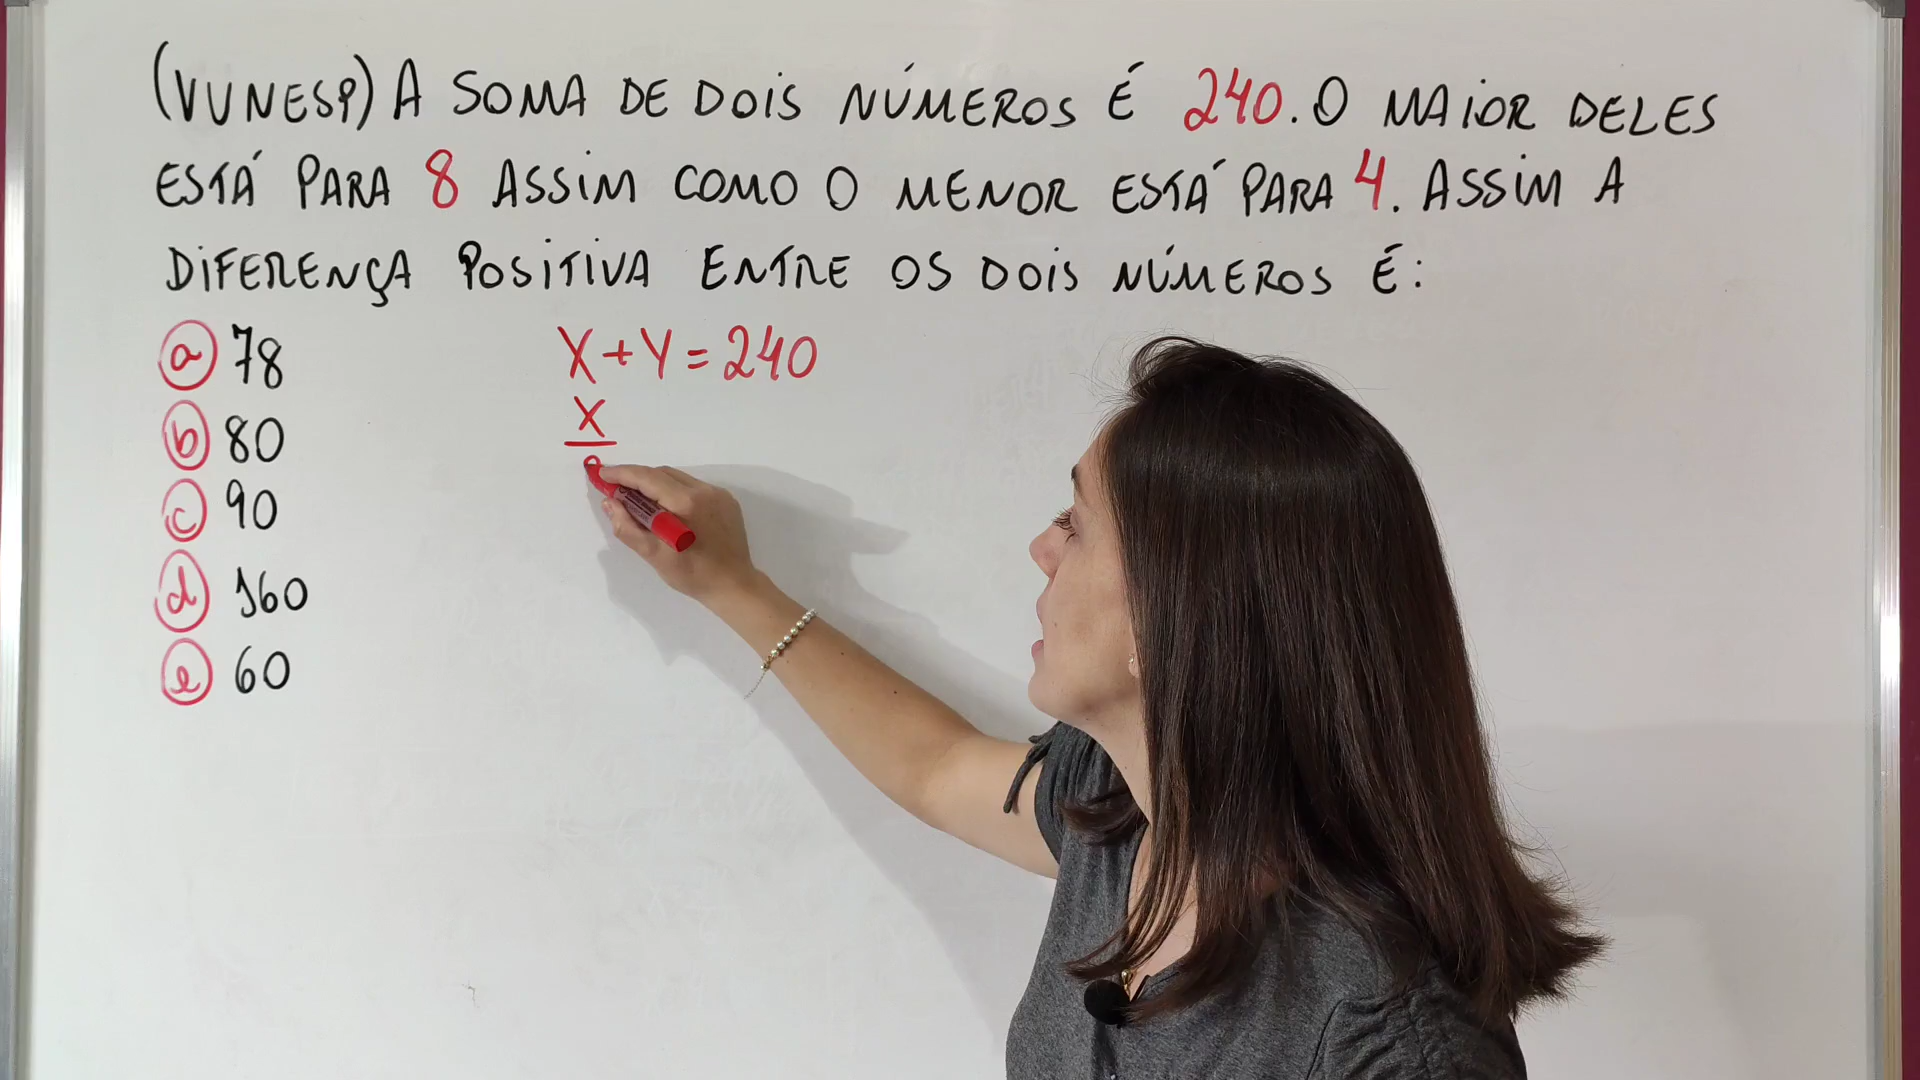 (VUNESP) A SOMA DE DOIS NÚMEROS É 240. O MAIOR DELES
ESTÁ PARA 8 ASSIM COMO O MENOR ESTÁ PARA 4. ASSIM A
DIFERENÇA POSITIVA ENTRE OS DOIS NÚMEROS É:
a 78
b 80
c 90
d 160
e 60
X+Y=240
X